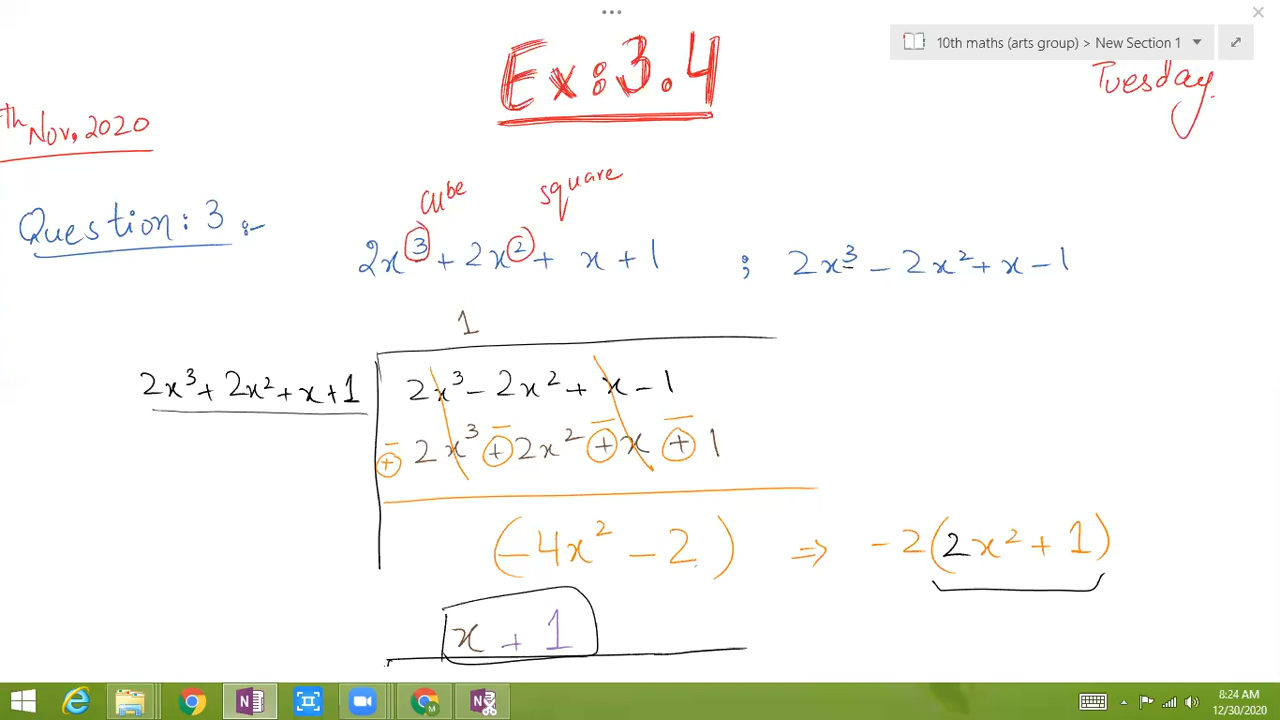 10th maths (arts group) > New Section 1
Ex:3.4
Tuesday
th Nov, 2020
cube square
Question: 3 :-
2x³ + 2x² + x + 1 ; 2x³ - 2x² + x - 1
1
2x³ + 2x² + x + 1 2x³ - 2x² + x - 1
- - - -
+ 2x³ + 2x² + x + 1
(-4x² - 2) ⇒ -2(2x² + 1)
x + 1
8:24 AM
12/30/2020